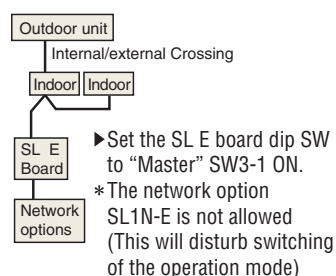 Outdoor unit
Internal/external Crossing
Indoor Indoor
SL E
Board
Network
options
▶Set the SL E board dip SW
to “Master” SW3-1 ON.
*The network option
SL1N-E is not allowed
(This will disturb switching
of the operation mode)